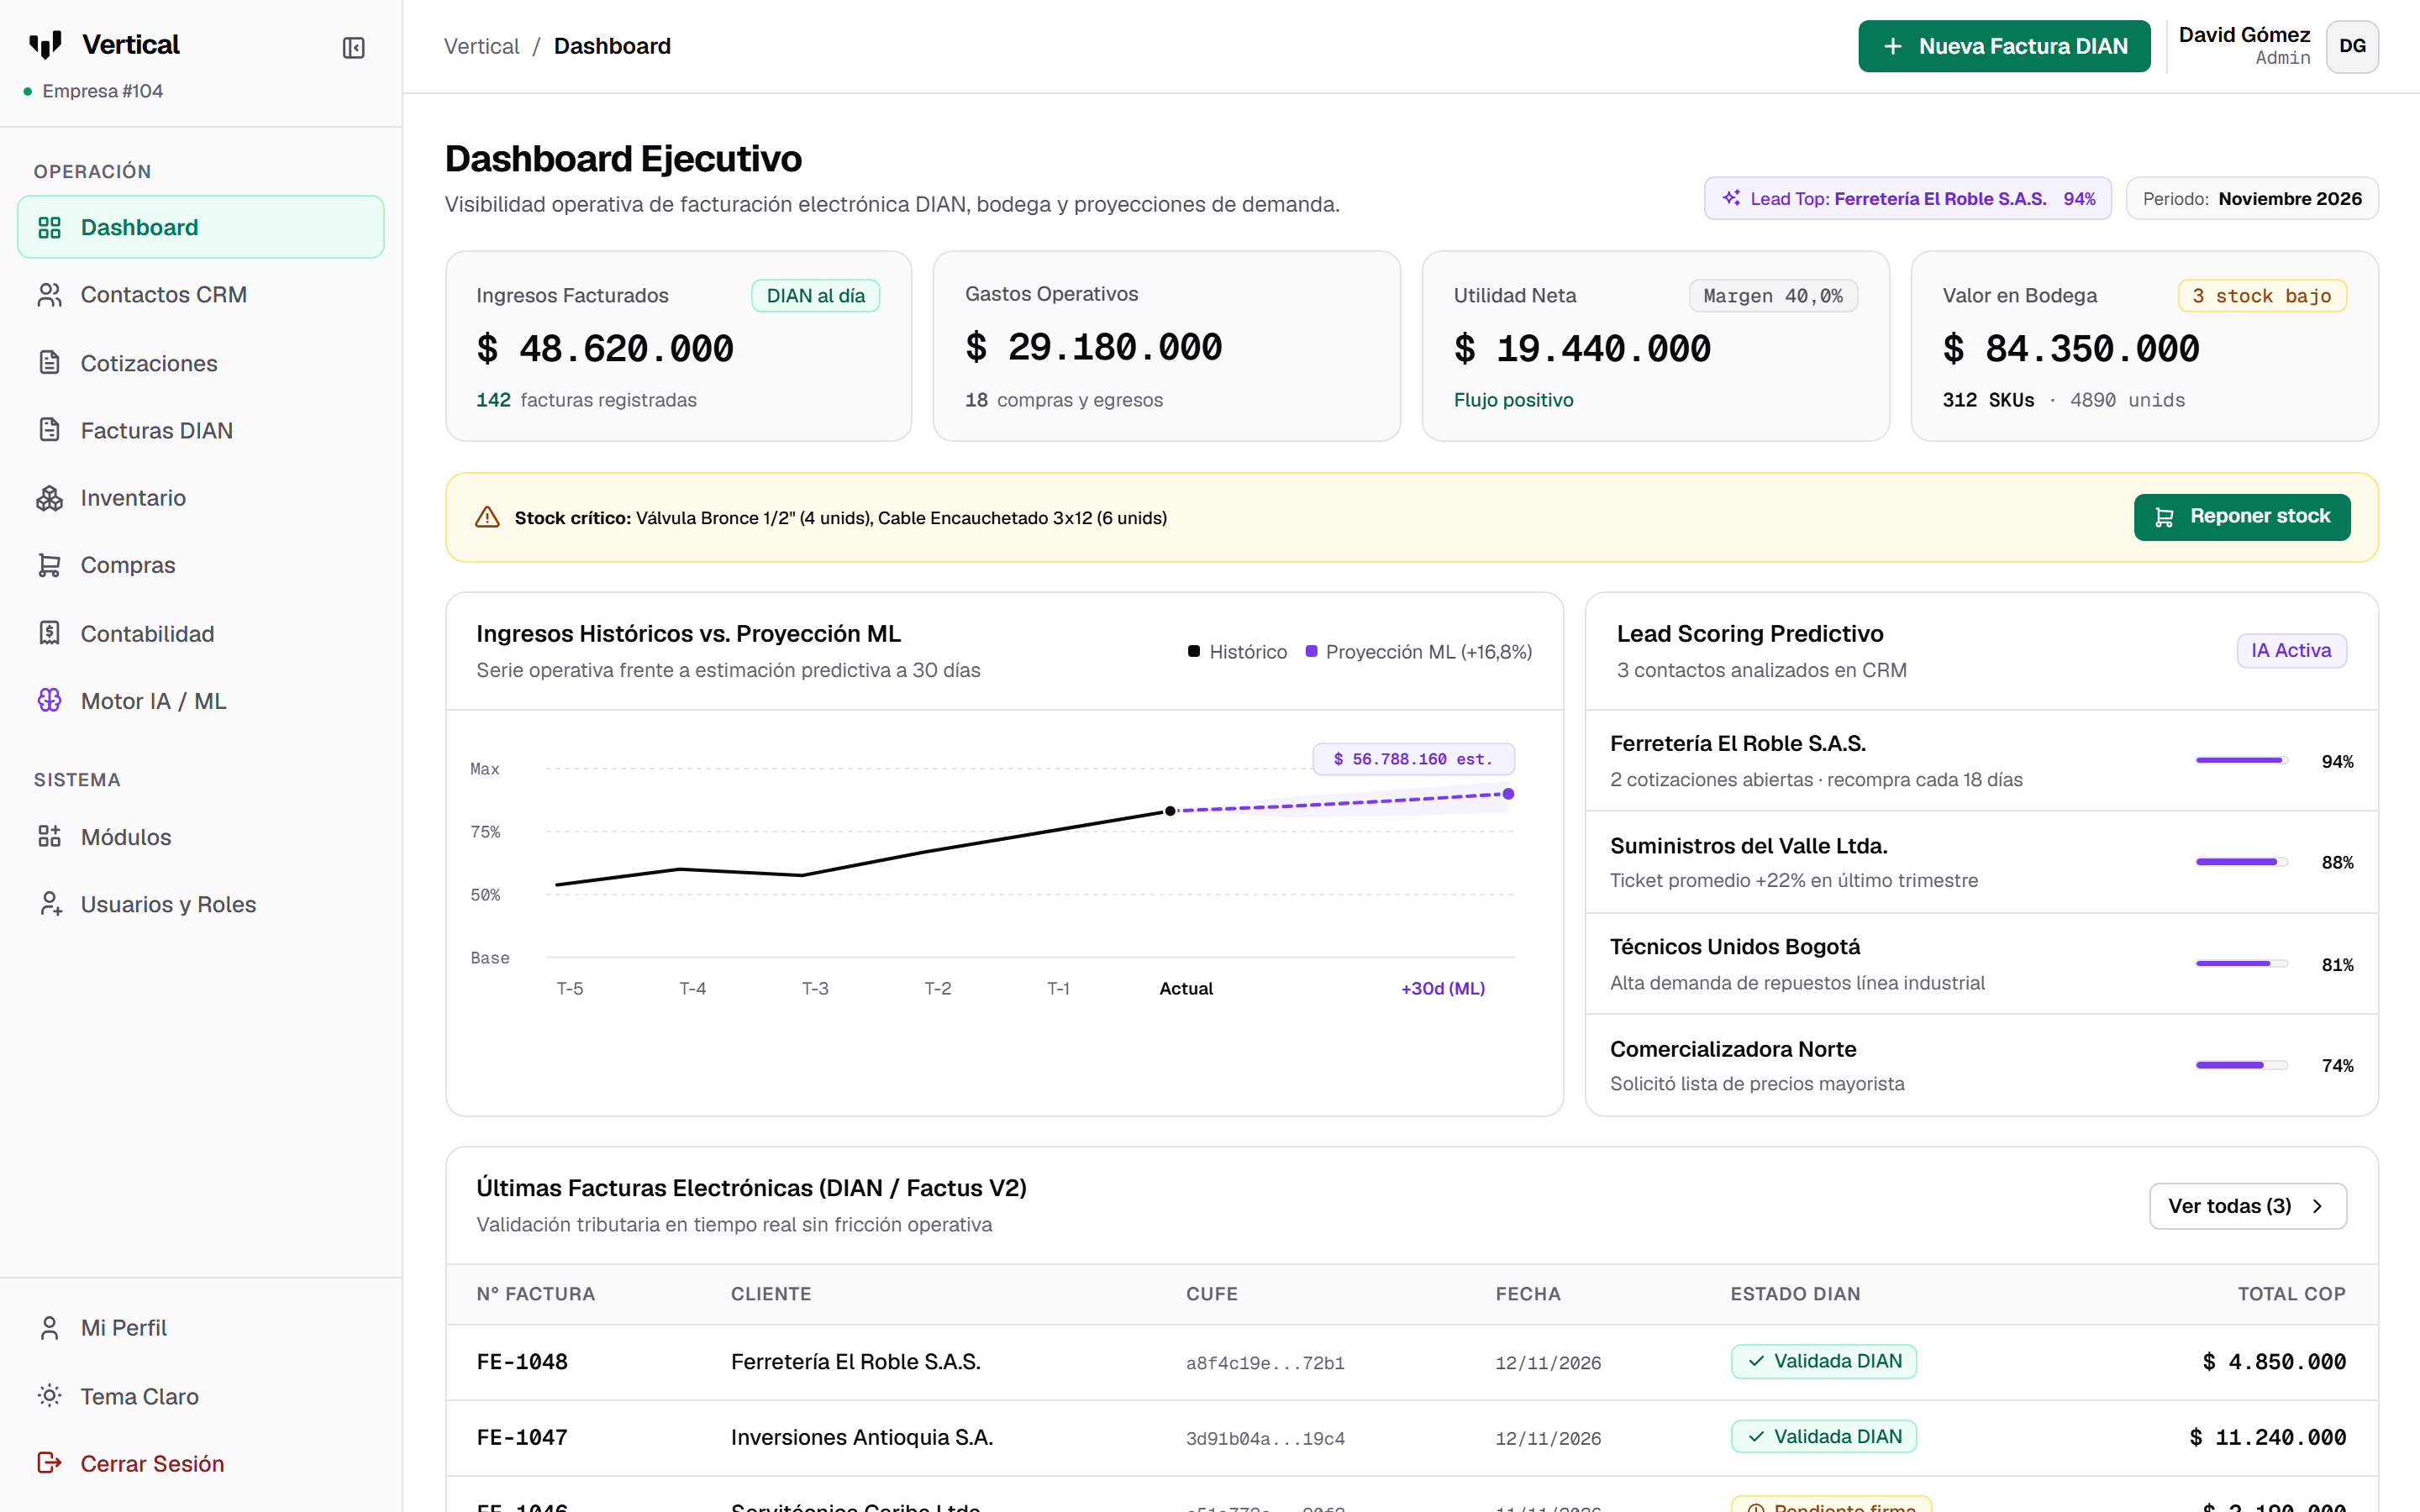 Vertical
Empresa #104
OPERACIÓN
Dashboard
Contactos CRM
Cotizaciones
Facturas DIAN
Inventario
Compras
Contabilidad
Motor IA / ML
SISTEMA
Módulos
Usuarios y Roles
Mi Perfil
Tema Claro
Cerrar Sesión
Vertical / Dashboard
Nueva Factura DIAN
David Gómez
Admin
DG
Dashboard Ejecutivo
Visibilidad operativa de facturación electrónica DIAN, bodega y proyecciones de demanda.
Lead Top: Ferretería El Roble S.A.S. 94%
Periodo: Noviembre 2026
Ingresos Facturados DIAN al día
$ 48.620.000
142 facturas registradas
Gastos Operativos
$ 29.180.000
18 compras y egresos
Utilidad Neta Margen 40,0%
$ 19.440.000
Flujo positivo
Valor en Bodega 3 stock bajo
$ 84.350.000
312 SKUs · 4890 unids
Stock crítico: Válvula Bronce 1/2" (4 unids), Cable Encauchetado 3x12 (6 unids)
Reponer stock
Ingresos Históricos vs. Proyección ML
Serie operativa frente a estimación predictiva a 30 días
Histórico Proyección ML (+16,8%)
$ 56.788.160 est.
Max
75%
50%
Base
T-5 T-4 T-3 T-2 T-1 Actual +30d (ML)
Lead Scoring Predictivo
3 contactos analizados en CRM
IA Activa
Ferretería El Roble S.A.S.
2 cotizaciones abiertas · recompra cada 18 días
94%
Suministros del Valle Ltda.
Ticket promedio +22% en último trimestre
88%
Técnicos Unidos Bogotá
Alta demanda de repuestos línea industrial
81%
Comercializadora Norte
Solicitó lista de precios mayorista
74%
Últimas Facturas Electrónicas (DIAN / Factus V2)
Validación tributaria en tiempo real sin fricción operativa
Ver todas (3)
N° FACTURA CLIENTE CUFE FECHA ESTADO DIAN TOTAL COP
FE-1048 Ferretería El Roble S.A.S. a8f4c19e...72b1 12/11/2026 Validada DIAN $ 4.850.000
FE-1047 Inversiones Antioquia S.A. 3d91b04a...19c4 12/11/2026 Validada DIAN $ 11.240.000
FE-1046 Pendiente firma